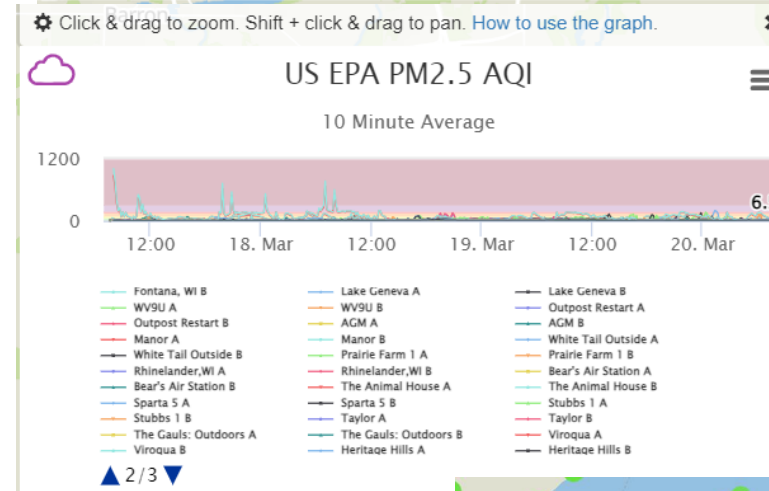 Barron
Click & drag to zoom. Shift + click & drag to pan. How to use the graph.
US EPA PM2.5 AQI
10 Minute Average
1200
0
6.
12:00 18. Mar 12:00 19. Mar 12:00 20. Mar
Fontana, WI B Lake Geneva A Lake Geneva B
WV9U A WV9U B Outpost Restart A
Outpost Restart B AGM A AGM B
Manor A Manor B White Tail Outside A
White Tail Outside B Prairie Farm 1 A Prairie Farm 1 B
Rhinelander,WI A Rhinelander,WI B Bear's Air Station A
Bear's Air Station B The Animal House A The Animal House B
Sparta 5 A Sparta 5 B Stubbs 1 A
Stubbs 1 B Taylor A Taylor B
The Gauls: Outdoors A The Gauls: Outdoors B Viroqua A
Viroqua B Heritage Hills A Heritage Hills B
2/3